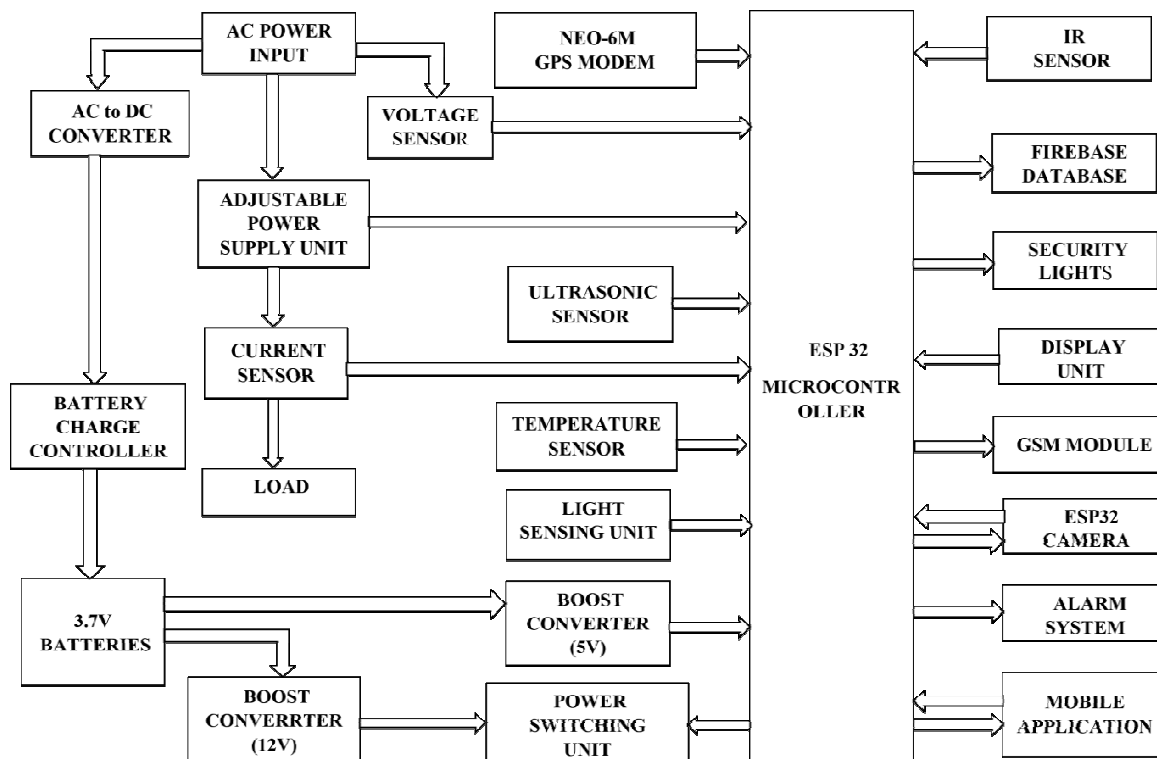 AC POWER
INPUT
NEO-6M
GPS MODEM
IR
SENSOR
AC to DC
CONVERTER
VOLTAGE
SENSOR
FIREBASE
DATABASE
ADJUSTABLE
POWER
SUPPLY UNIT
SECURITY
LIGHTS
ULTRASONIC
SENSOR
CURRENT
SENSOR
ESP 32
MICROCONTR
OLLER
DISPLAY
UNIT
BATTERY
CHARGE
CONTROLLER
TEMPERATURE
SENSOR
GSM MODULE
LOAD
LIGHT
SENSING UNIT
ESP32
CAMERA
3.7V
BATTERIES
BOOST
CONVERTER
(5V)
ALARM
SYSTEM
BOOST
CONVERRTER
(12V)
POWER
SWITCHING
UNIT
MOBILE
APPLICATION